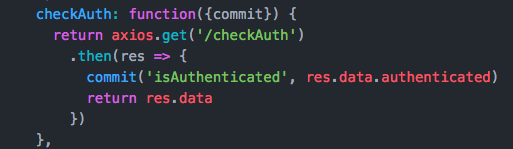 checkAuth: function({commit}) {
return axios.get('/checkAuth')
.then(res => {
commit('isAuthenticated', res.data.authenticated)
return res.data
})
},